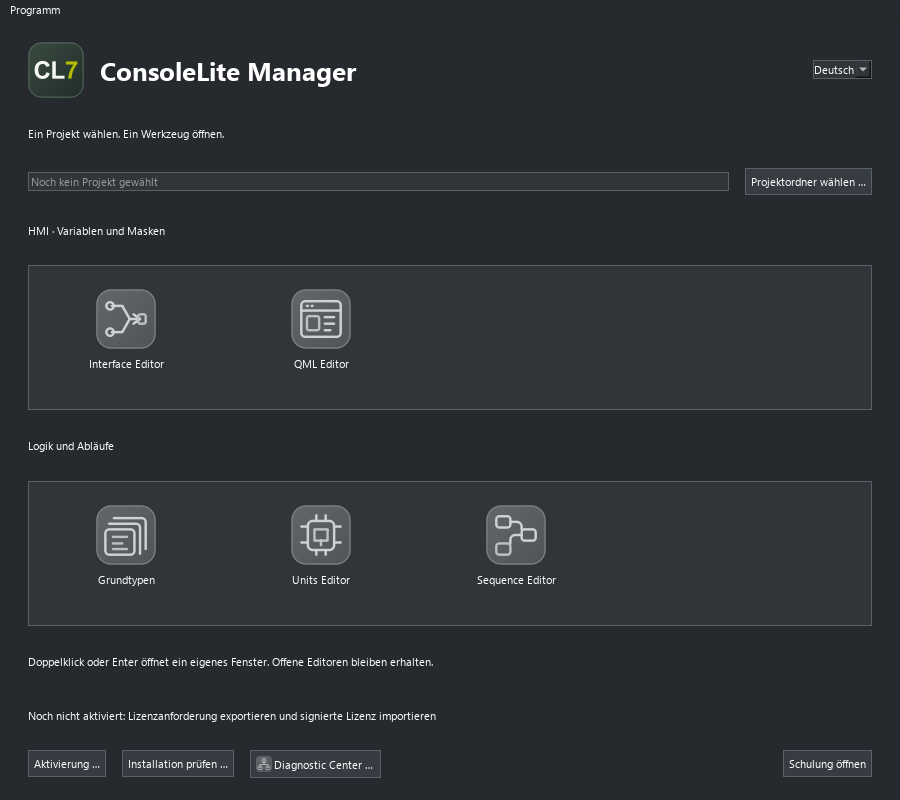 Programm
CL7
ConsoleLite Manager
Deutsch
Ein Projekt wählen. Ein Werkzeug öffnen.
Noch kein Projekt gewählt
Projektordner wählen ...
HMI · Variablen und Masken
Interface Editor
QML Editor
Logik und Abläufe
Grundtypen
Units Editor
Sequence Editor
Doppelklick oder Enter öffnet ein eigenes Fenster. Offene Editoren bleiben erhalten.
Noch nicht aktiviert: Lizenzanforderung exportieren und signierte Lizenz importieren
Aktivierung ...
Installation prüfen ...
Diagnostic Center ...
Schulung öffnen